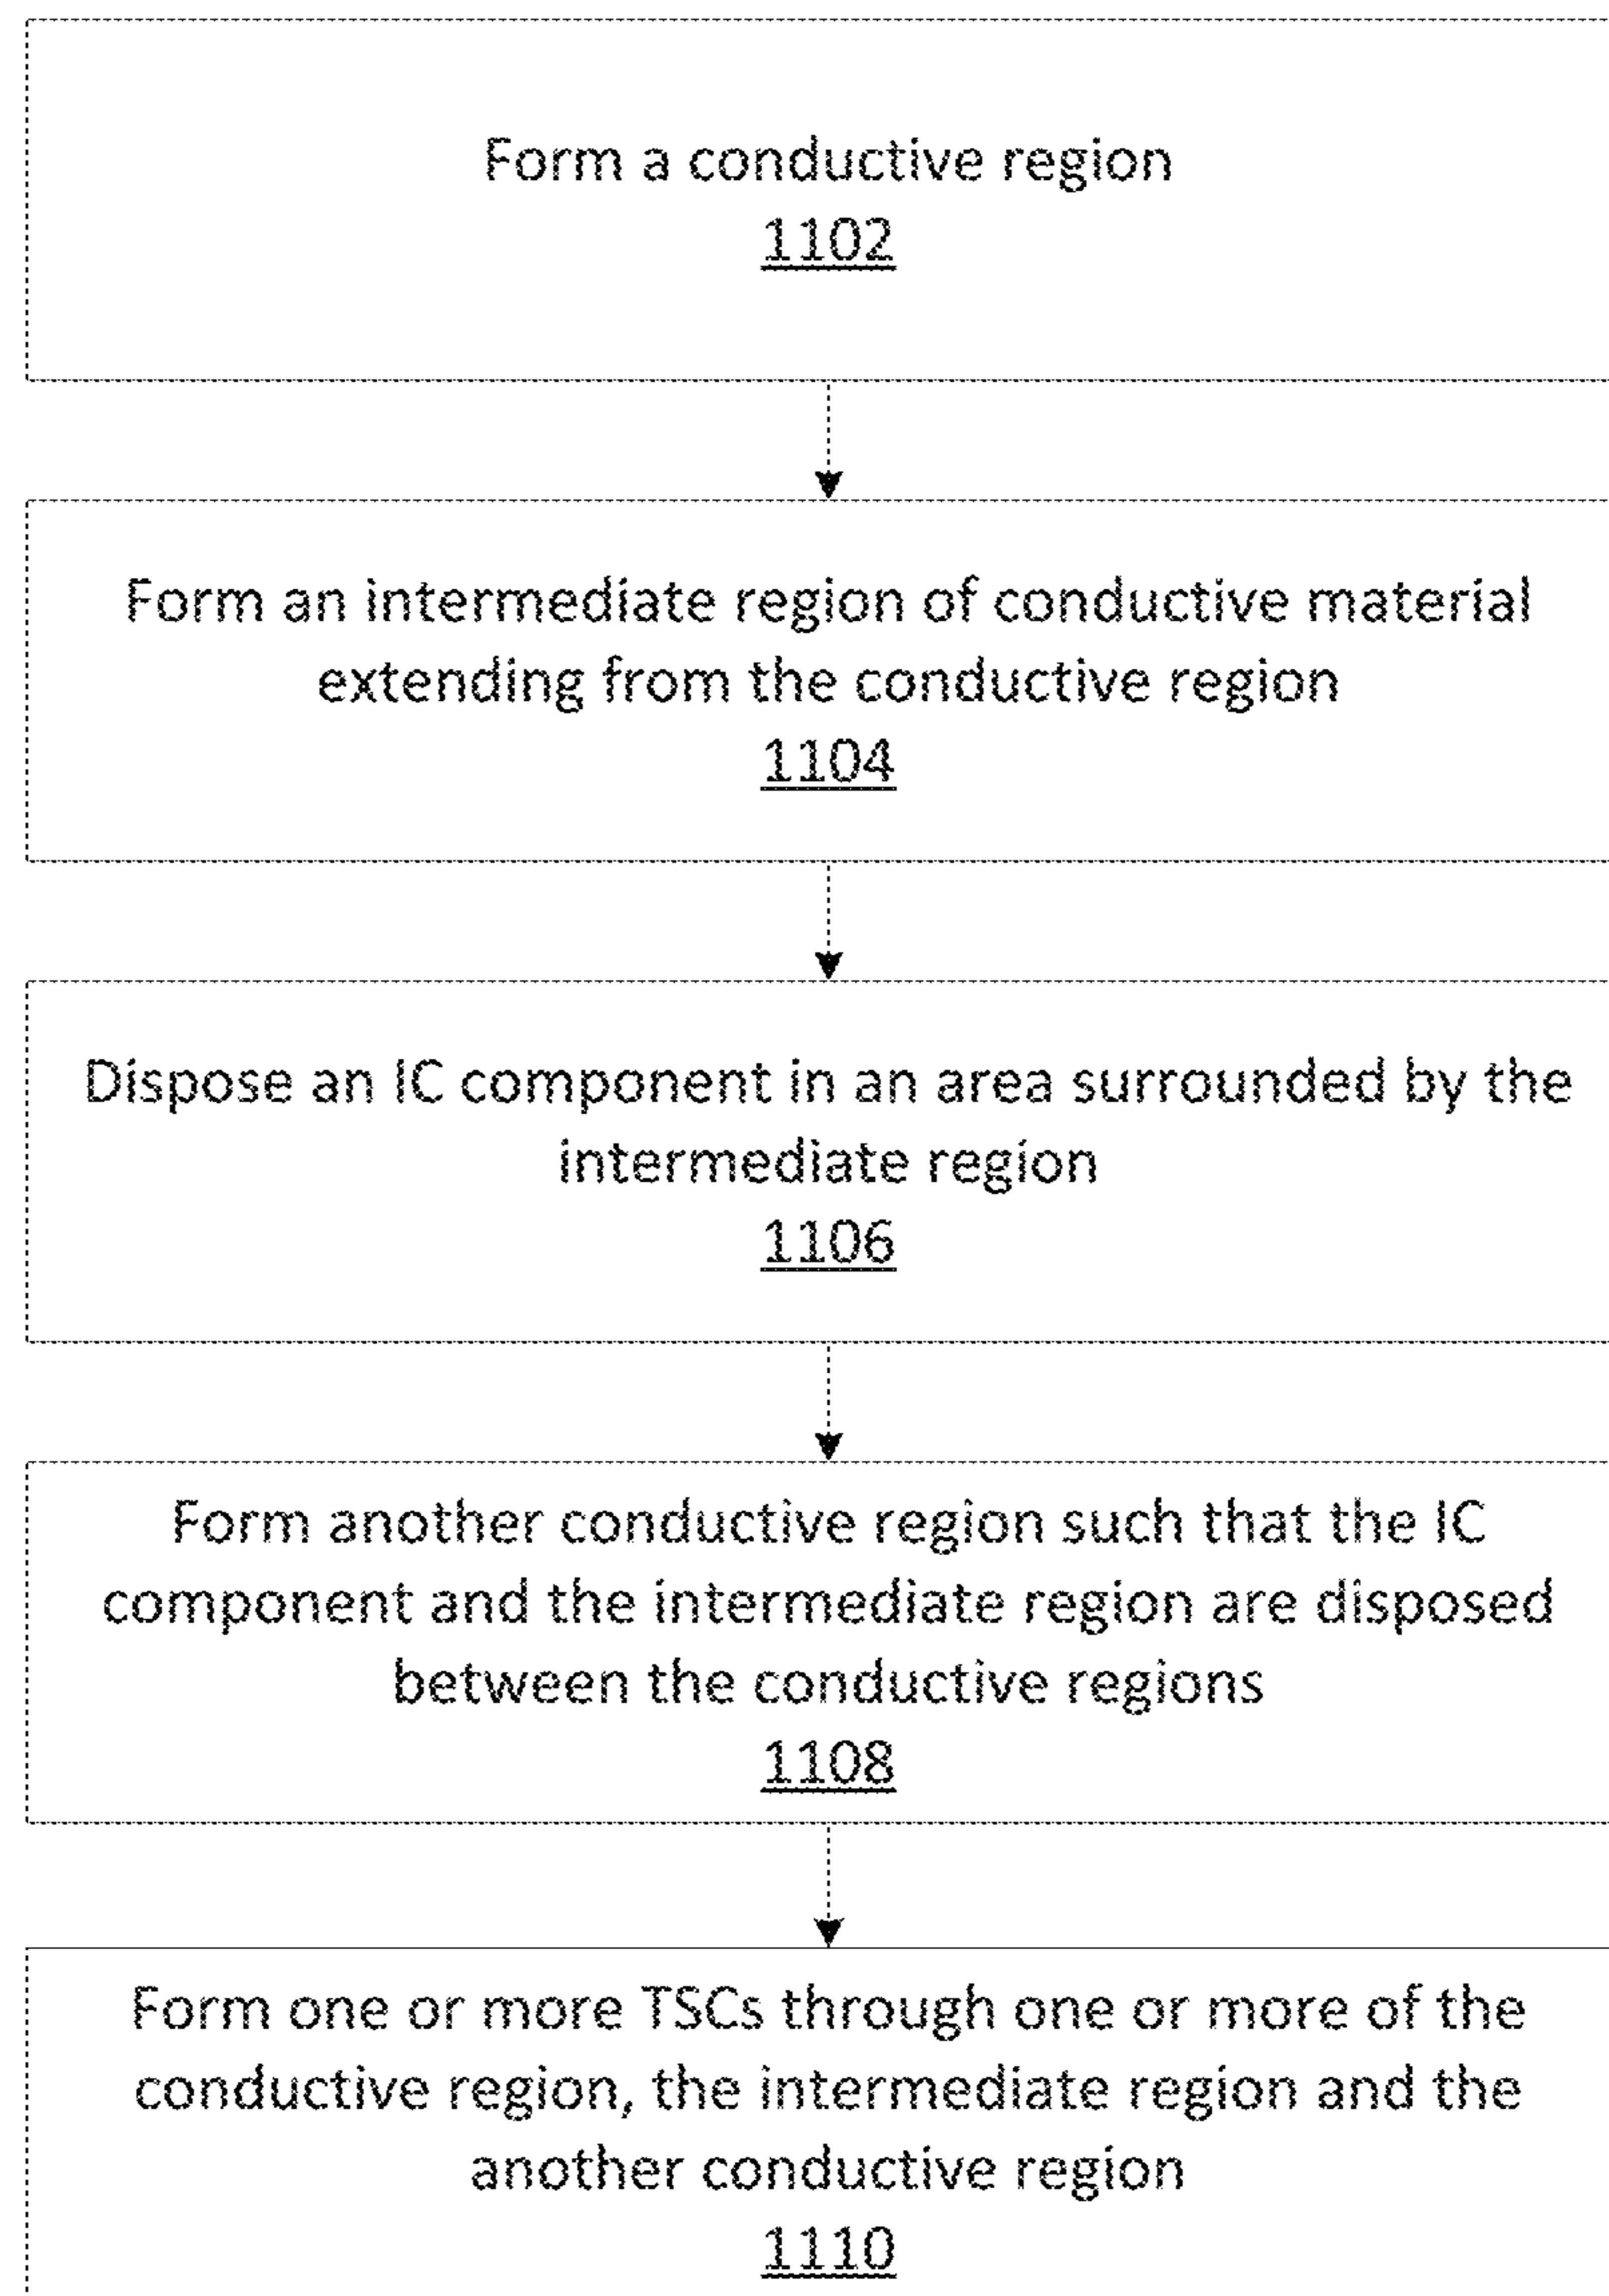 Form a conductive region
1102
Form an intermediate region of conductive material
extending from the conductive region
1104
Dispose an IC component in an area surrounded by the
intermediate region
1106
Form another conductive region such that the IC
component and the intermediate region are disposed
between the conductive regions
1108
Form one or more TSCs through one or more of the
conductive region, the intermediate region and the
another conductive region
1110